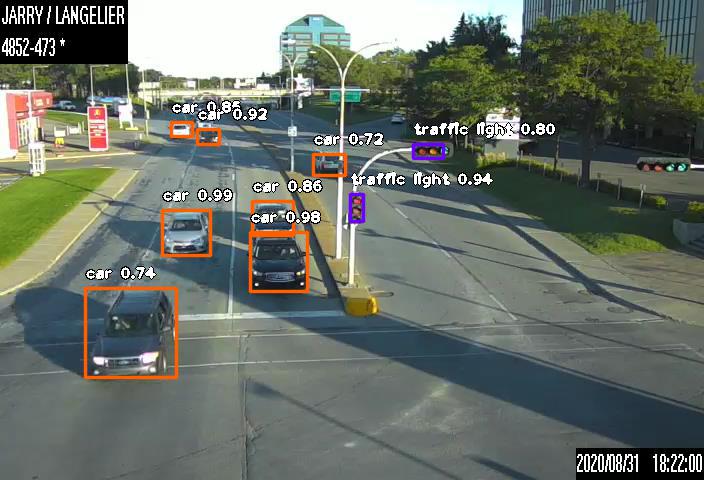 JARRY / LANGELIER
4852-473 *
car 0.85
car 0.92
car 0.72
traffic light 0.80
traffic light 0.94
car 0.99
car 0.86
car 0.98
car 0.74
2020/08/31 18:22:00